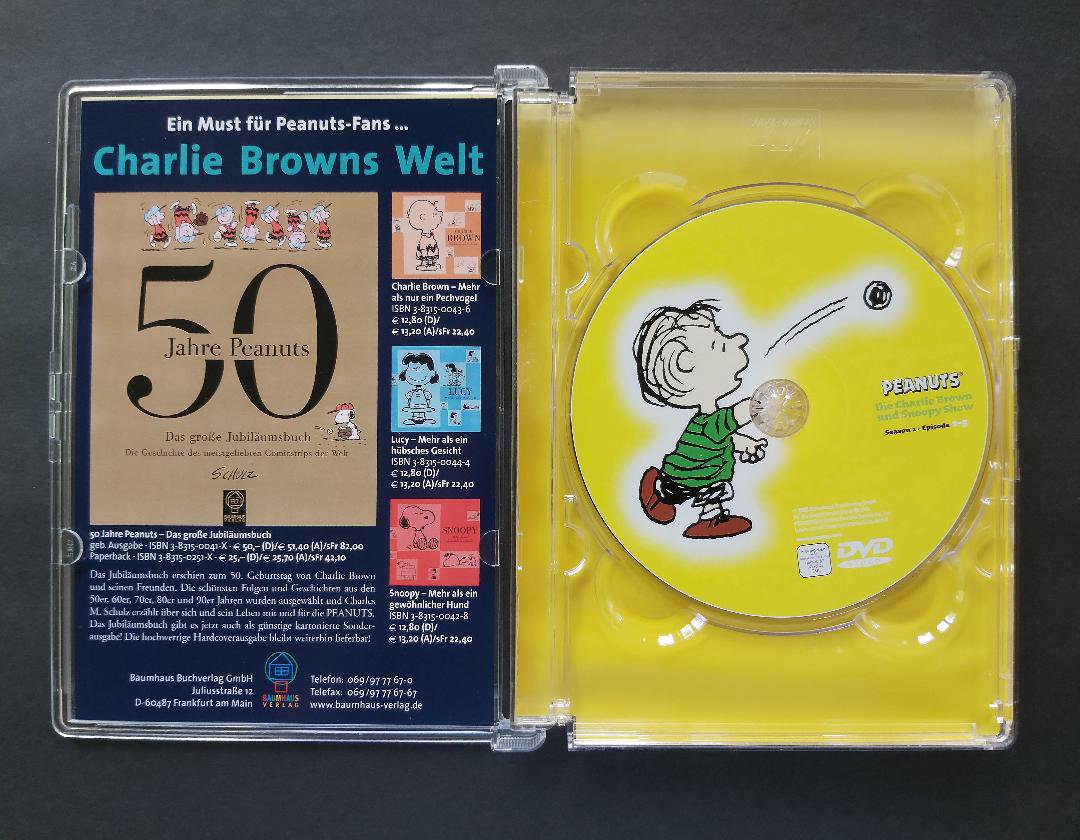 Ein Must für Peanuts-Fans ...
Charlie Browns Welt
50
Jahre Peanuts
Das große Jubiläumsbuch
Die Geschichte des meistgeliebten Comicstrips der Welt
SCHULZ
BAUMHAUS
VERLAG
50 Jahre Peanuts – Das große Jubiläumsbuch
geb. Ausgabe · ISBN 3-8315-0041-X · € 50,– (D)/€ 51,40 (A)/sFr 82,00
Paperback · ISBN 3-8315-0251-X · € 25,– (D)/€ 25,70 (A)/sFr 42,10
Das Jubiläumsbuch erschien zum 50. Geburtstag von Charlie Brown
und seinen Freunden. Die schönsten Folgen und Geschichten aus den
50er, 60er, 70er, 80er und 90er Jahren wurden ausgewählt und Charles
M. Schulz erzählt über sich und sein Leben mit und für die PEANUTS.
Das Jubiläumsbuch gibt es jetzt auch als günstige kartonierte Sonder-
ausgabe! Die hochwertige Hardcoverausgabe bleibt weiterhin lieferbar!
BROWN
Charlie Brown – Mehr
als nur ein Pechvogel
ISBN 3-8315-0043-6
€ 12,80 (D)/
€ 13,20 (A)/sFr 22,40
LUCY
Lucy – Mehr als ein
hübsches Gesicht
ISBN 3-8315-0044-4
€ 12,80 (D)/
€ 13,20 (A)/sFr 22,40
SNOOPY
Snoopy – Mehr als ein
gewöhnlicher Hund
ISBN 3-8315-0042-8
€ 12,80 (D)/
€ 13,20 (A)/sFr 22,40
Baumhaus Buchverlag GmbH
Juliusstraße 12
D-60487 Frankfurt am Main
BAUMHAUS
VERLAG
Telefon: 069/97 77 67-0
Telefax: 069/97 77 67-67
www.baumhaus-verlag.de
PEANUTS®
Die Charlie Brown
und Snoopy Show
Season 2 · Episode
DVD